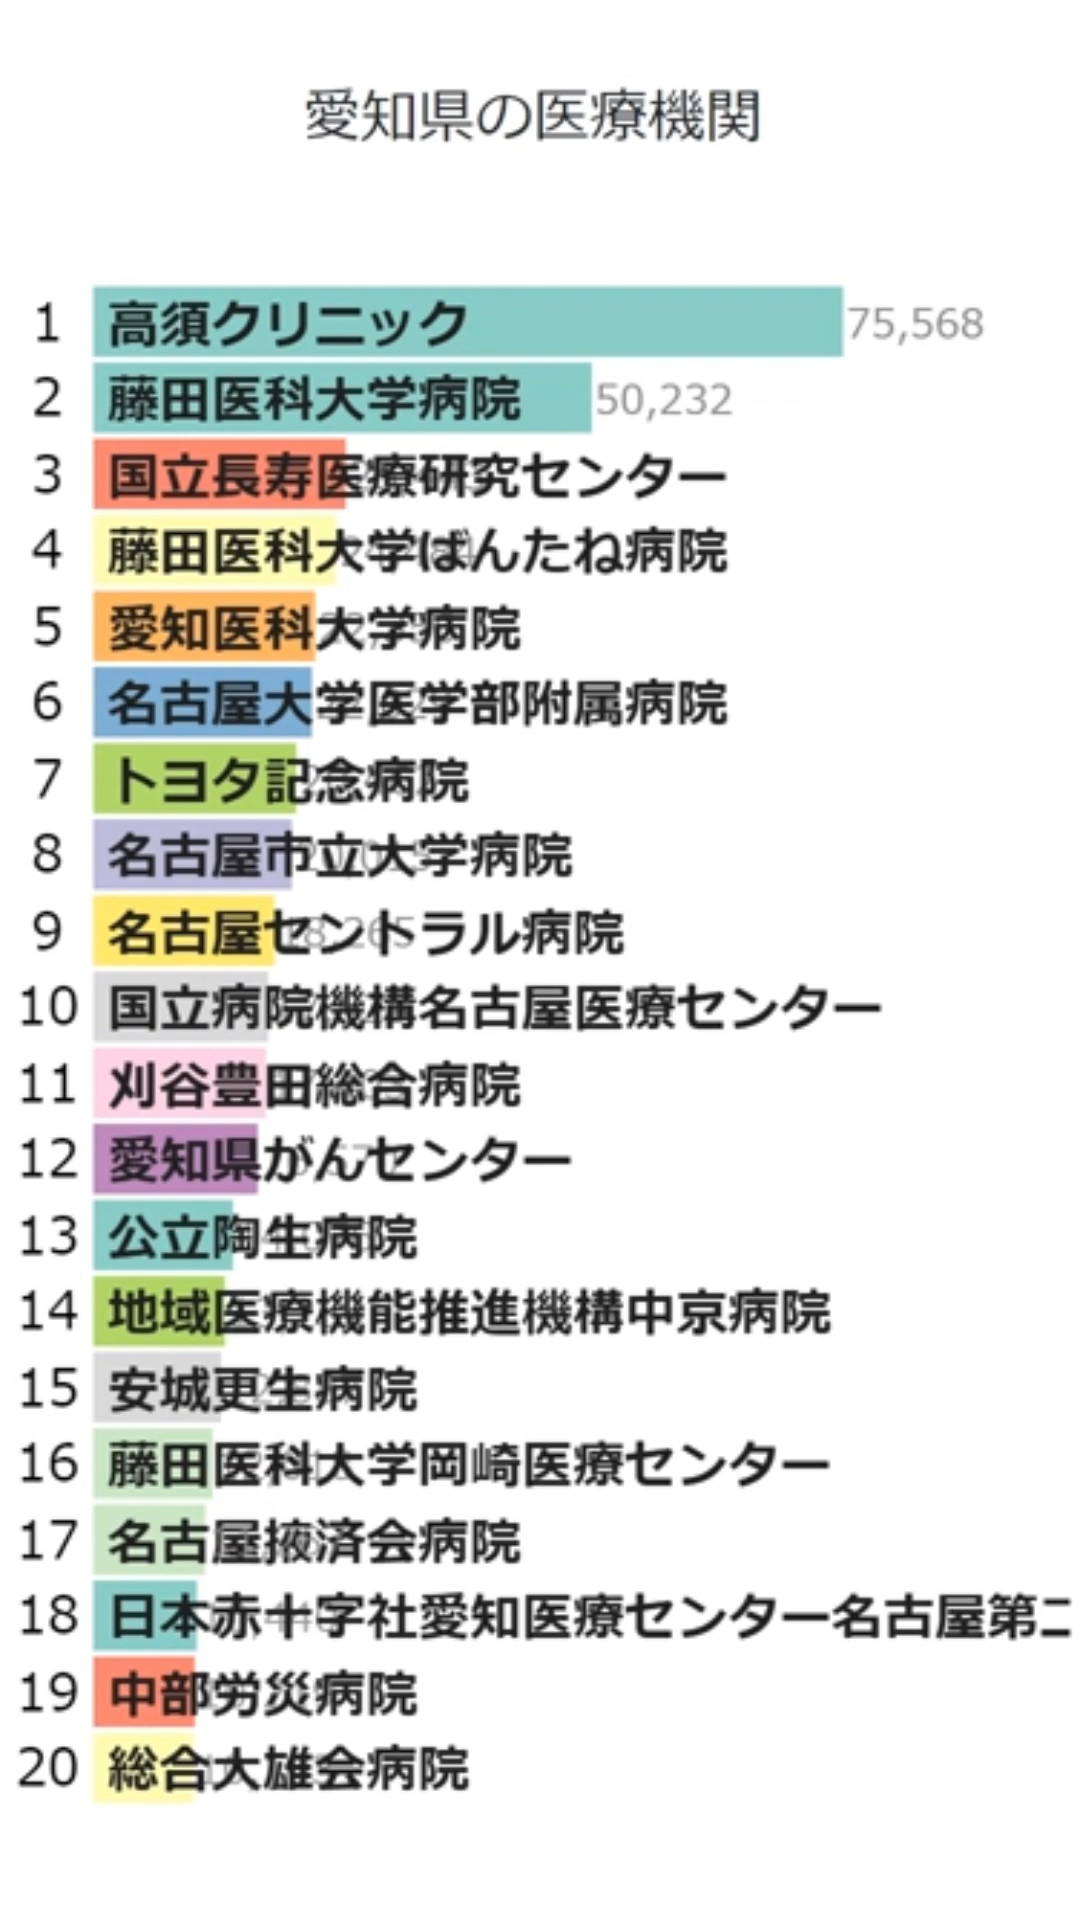 愛知県の医療機関
1 高須クリニック 75,568
2 藤田医科大学病院 50,232
3 国立長寿医療研究センター
4 藤田医科大学ばんたね病院
5 愛知医科大学病院
6 名古屋大学医学部附属病院
7 トヨタ記念病院
8 名古屋市立大学病院
9 名古屋セントラル病院 18,265
10 国立病院機構名古屋医療センター
11 刈谷豊田総合病院
12 愛知県がんセンター
13 公立陶生病院
14 地域医療機能推進機構中京病院
15 安城更生病院
16 藤田医科大学岡崎医療センター
17 名古屋掖済会病院
18 日本赤十字社愛知医療センター名古屋第二
19 中部労災病院
20 総合大雄会病院